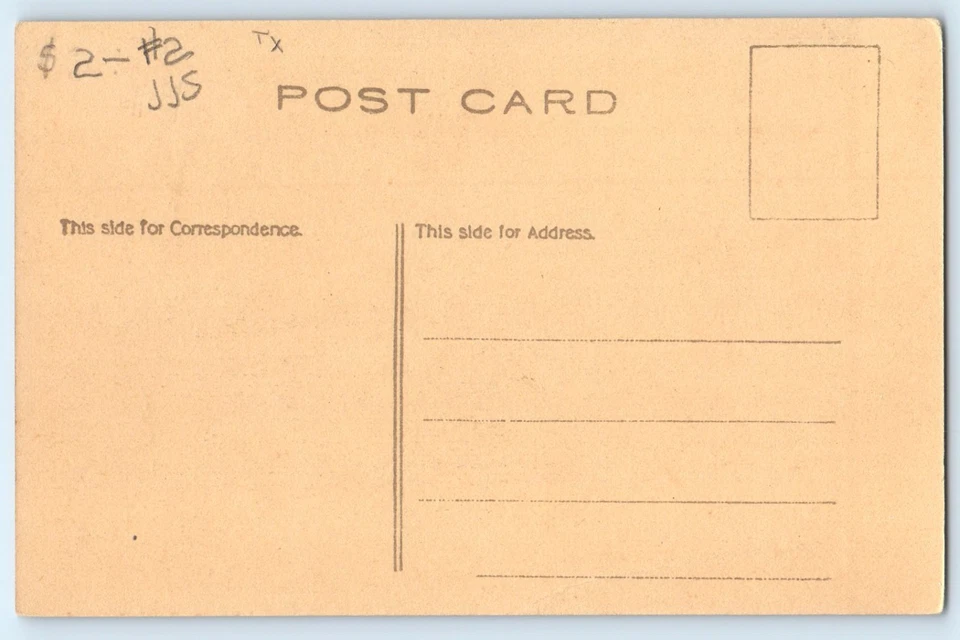 $ 2— #2 TX
JJS
POST CARD
This side for Correspondence.
This side for Address.